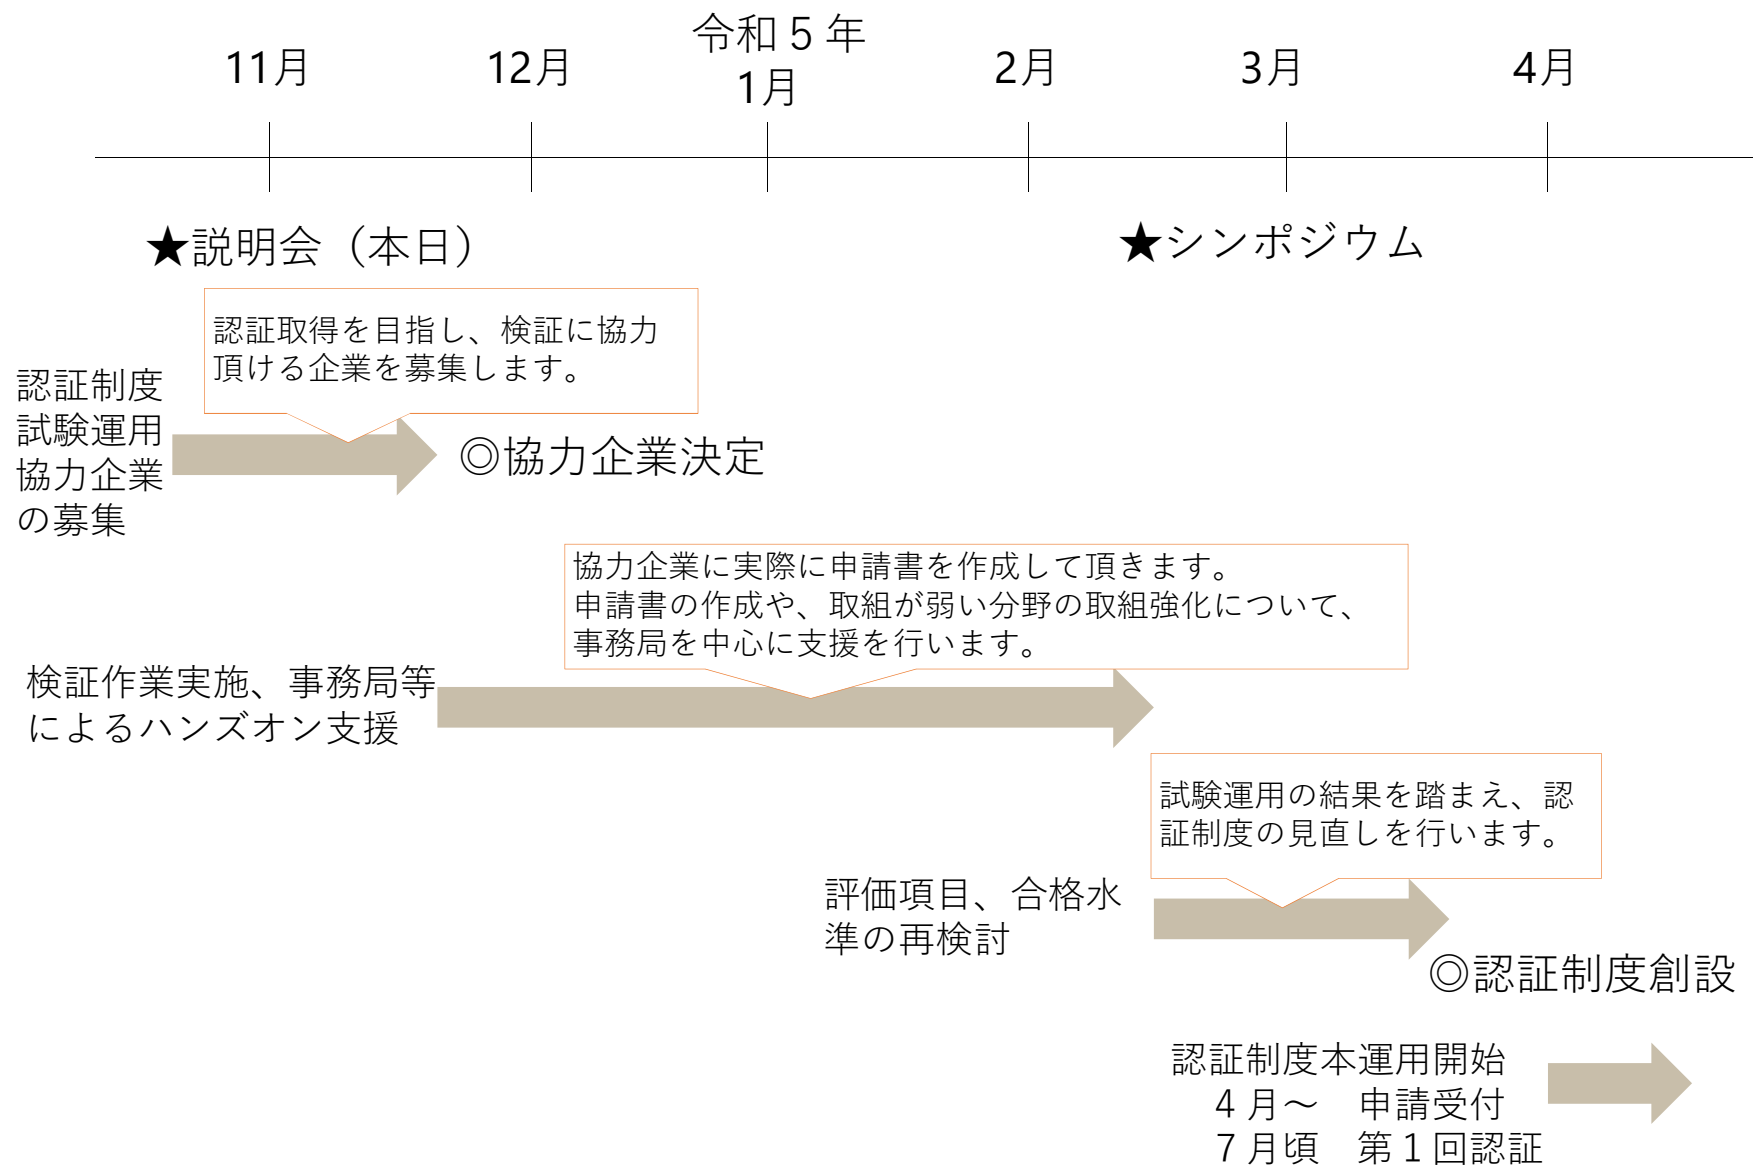 令和５年
11月
12月
1月
2月
3月
4月
★説明会（本日）
★シンポジウム
認証取得を目指し、検証に協力
頂ける企業を募集します。
認証制度
試験運用
協力企業
の募集
◎協力企業決定
協力企業に実際に申請書を作成して頂きます。
申請書の作成や、取組が弱い分野の取組強化について、
事務局を中心に支援を行います。
検証作業実施、事務局等
によるハンズオン支援
試験運用の結果を踏まえ、認
証制度の見直しを行います。
評価項目、合格水
準の再検討
◎認証制度創設
認証制度本運用開始
４月～　申請受付
７月頃　第１回認証